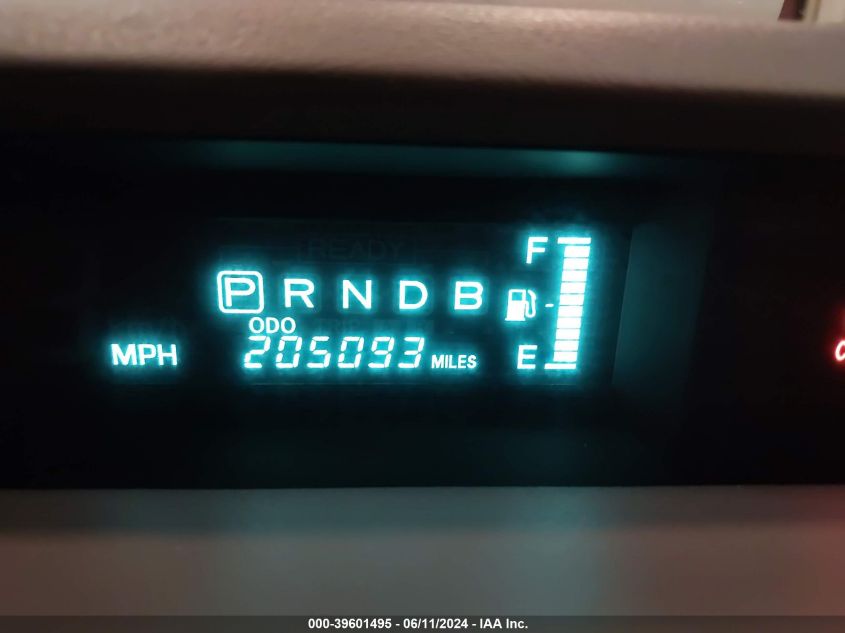 READY
F
P R N D B
ODO
MPH 205093 MILES E
000-39601495 - 06/11/2024 - IAA Inc.